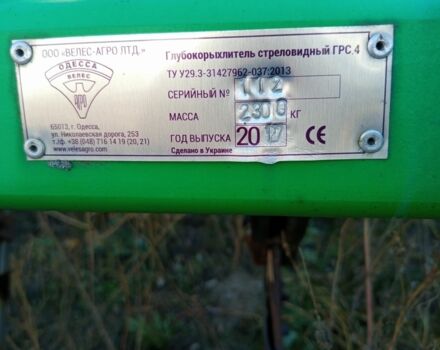 ООО «ВЕЛЕС-АГРО ЛТД.»
ОДЕССА
ВЕЛЕС
АГРО
65013, г. Одесса,
ул. Николаевская дорога, 253
т./ф. +38 (048) 716 14 19 (20, 21)
www.velesagro.com
Глубокорыхлитель стреловидный ГРС 4
ТУ У29.3-31427962-037:2013
СЕРИЙНЫЙ № 112
МАССА 2300 КГ
ГОД ВЫПУСКА 2017 CE
Сделано в Украине